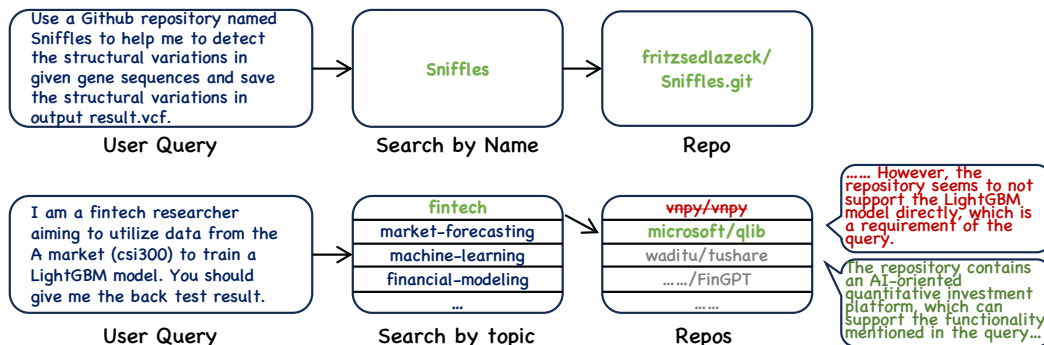 Use a Github repository named
Sniffles to help me to detect
the structural variations in
given gene sequences and save
the structural variations in
output result.vcf.
User Query
Sniffles
Search by Name
fritzsedlazeck/
Sniffles.git
Repo
I am a fintech researcher
aiming to utilize data from the
A market (csi300) to train a
LightGBM model. You should
give me the back test result.
User Query
fintech
market-forecasting
machine-learning
financial-modeling
...
Search by topic
vnpy/vnpy
microsoft/qlib
waditu/tushare
....../FinGPT
......
Repos
...... However, the
repository seems to not
support the LightGBM
model directly, which is
a requirement of the
query.
The repository contains
an AI-oriented
quantitative investment
platform, which can
support the functionality
mentioned in the query...